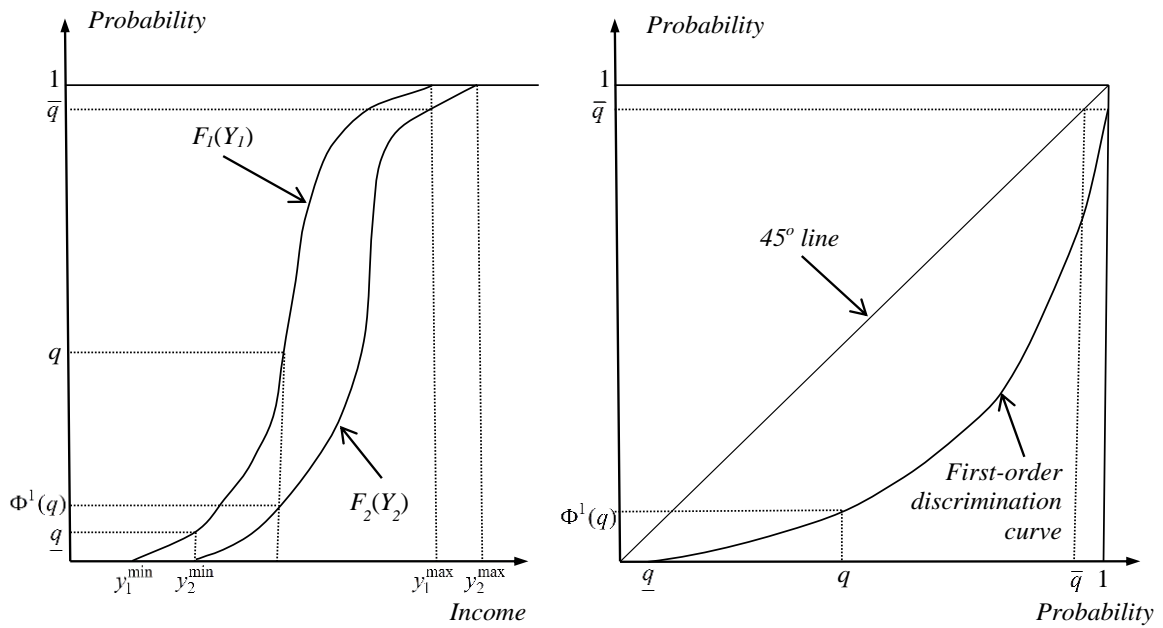 Probability
1
q̅
F₁(Y₁)
q
Φ¹(q)
q̲
F₂(Y₂)
y₁ᵐⁱⁿ y₂ᵐⁱⁿ y₁ᵐᵃˣ y₂ᵐᵃˣ
Income
Probability
1
q̅
45º line
First-order
discrimination
curve
Φ¹(q)
q̲ q q̅ 1
Probability